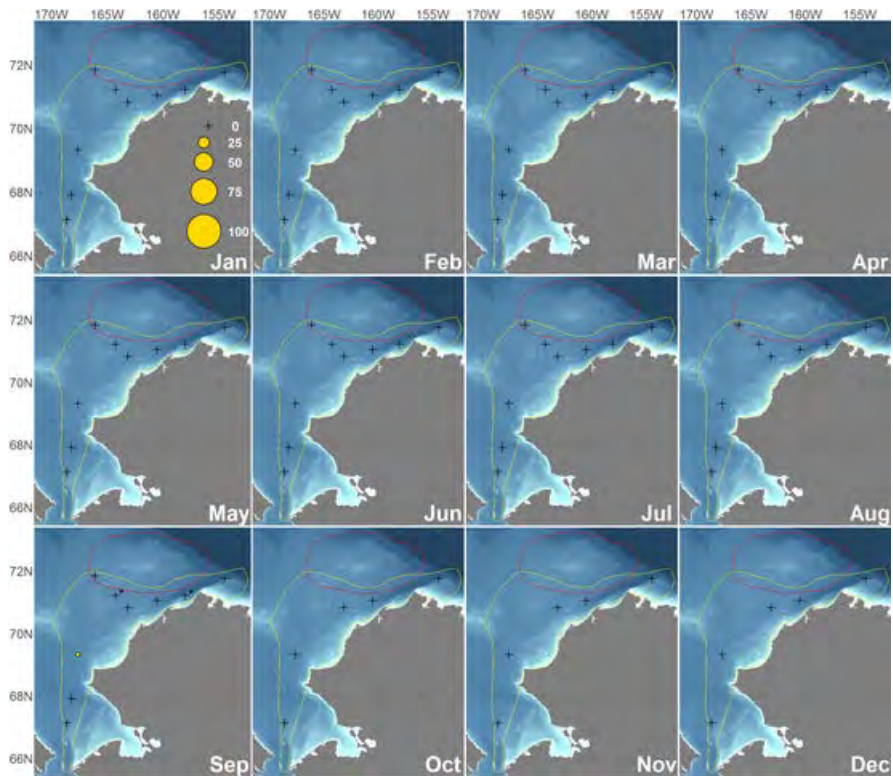 170W 165W 160W 155W 170W 165W 160W 155W 170W 165W 160W 155W 170W 165W 160W 155W
72N
70N
68N
66N
0
25
50
75
100
Jan Feb Mar Apr
72N
70N
68N
66N
May Jun Jul Aug
72N
70N
68N
66N
Sep Oct Nov Dec